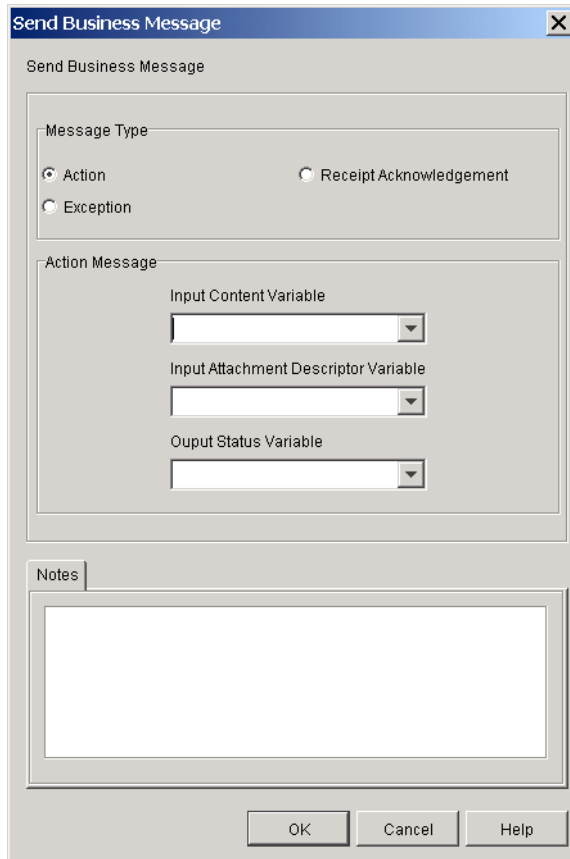 Send Business Message
Send Business Message
Message Type
Action
Receipt Acknowledgement
Exception
Action Message
Input Content Variable
Input Attachment Descriptor Variable
Ouput Status Variable
Notes
OK
Cancel
Help